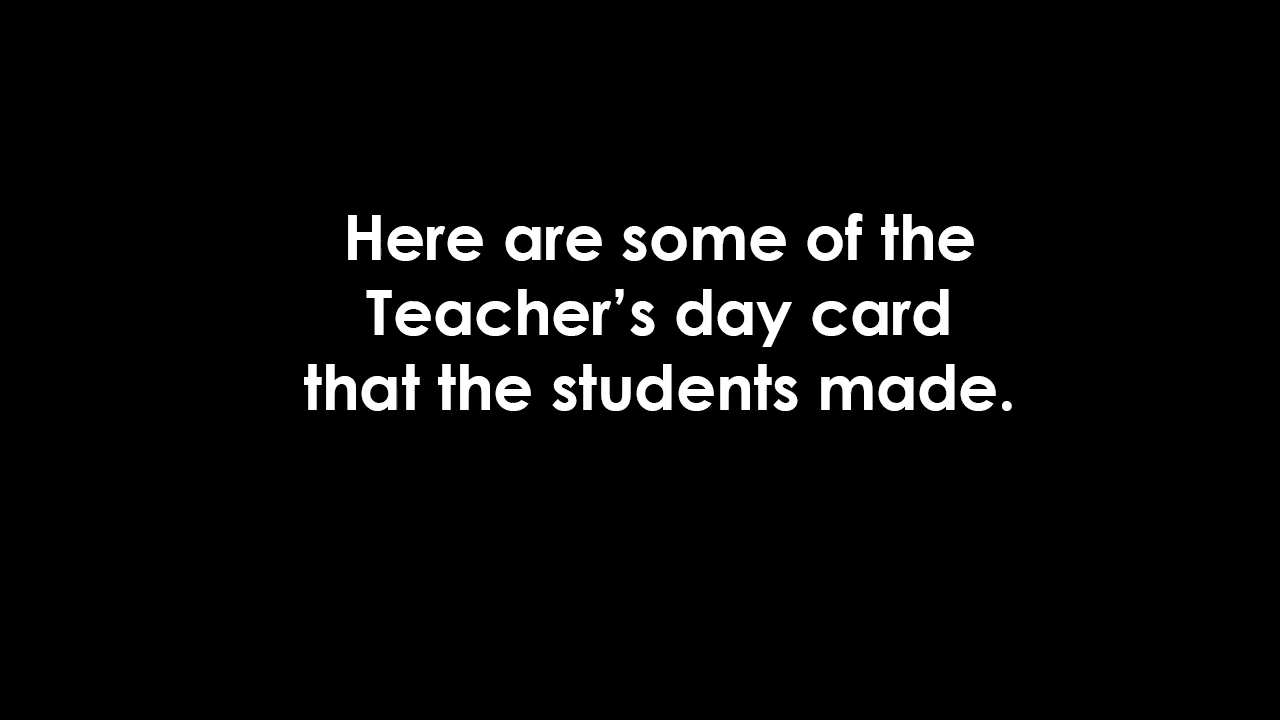 Here are some of the
Teacher’s day card
that the students made.